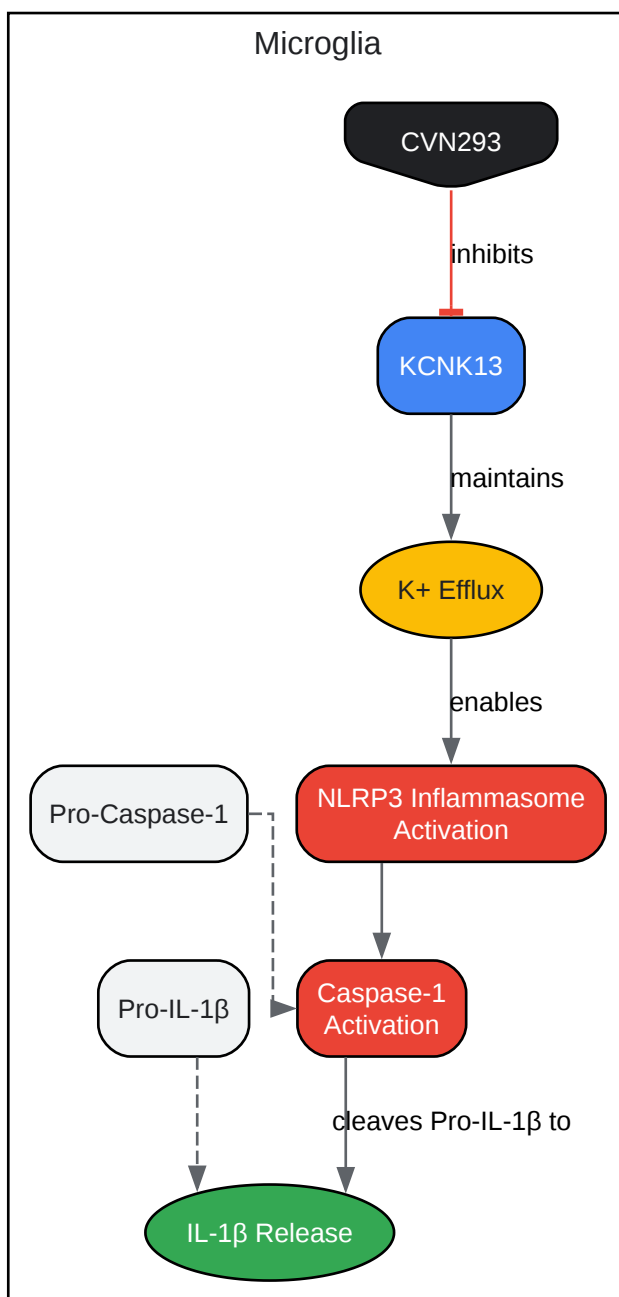 Microglia
CVN293
inhibits
KCNK13
maintains
K+ Efflux
enables
Pro-Caspase-1
NLRP3 Inflammasome
Activation
Pro-IL-1β
Caspase-1
Activation
cleaves Pro-IL-1β to
IL-1β Release